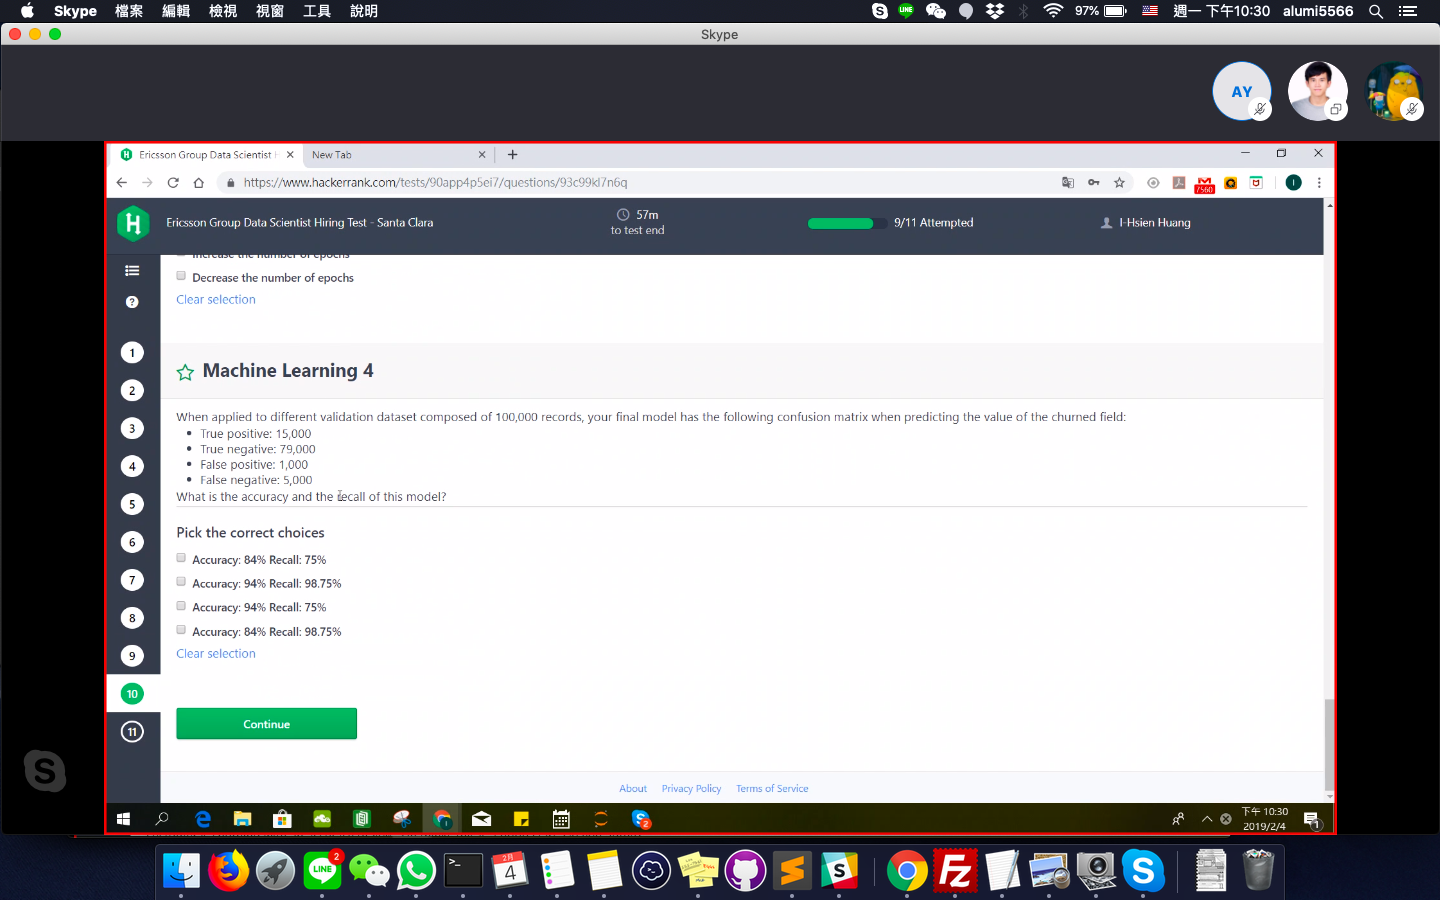 Skype 檔案 編輯 檢視 視窗 工具 說明 LINE 97% 週一 下午10:30 alumi5566
Skype
AY
Ericsson Group Data Scientist H New Tab
https://www.hackerrank.com/tests/90app4p5ei7/questions/93c99kl7n6q
7560
I
H
Ericsson Group Data Scientist Hiring Test - Santa Clara
57m
to test end
9/11 Attempted
I-Hsien Huang
Increase the number of epochs
Decrease the number of epochs
Clear selection
?
1
2
3
4
5
6
7
8
9
10
11
Machine Learning 4
When applied to different validation dataset composed of 100,000 records, your final model has the following confusion matrix when predicting the value of the churned field:
True positive: 15,000
True negative: 79,000
False positive: 1,000
False negative: 5,000
What is the accuracy and the recall of this model?
Pick the correct choices
Accuracy: 84% Recall: 75%
Accuracy: 94% Recall: 98.75%
Accuracy: 94% Recall: 75%
Accuracy: 84% Recall: 98.75%
Clear selection
Continue
About Privacy Policy Terms of Service
下午 10:30
2019/2/4
2
1
LINE 2
2月
4